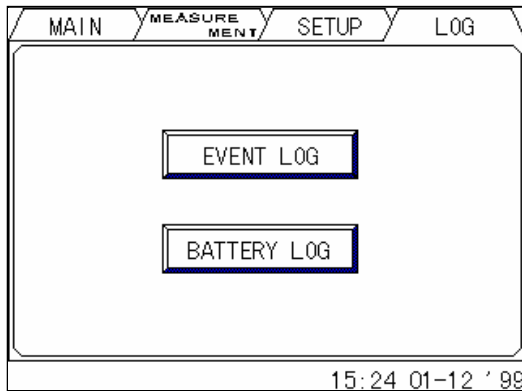 MAIN
MEASURE
MENT
SETUP
LOG
EVENT LOG
BATTERY LOG
15:24 01-12 '99